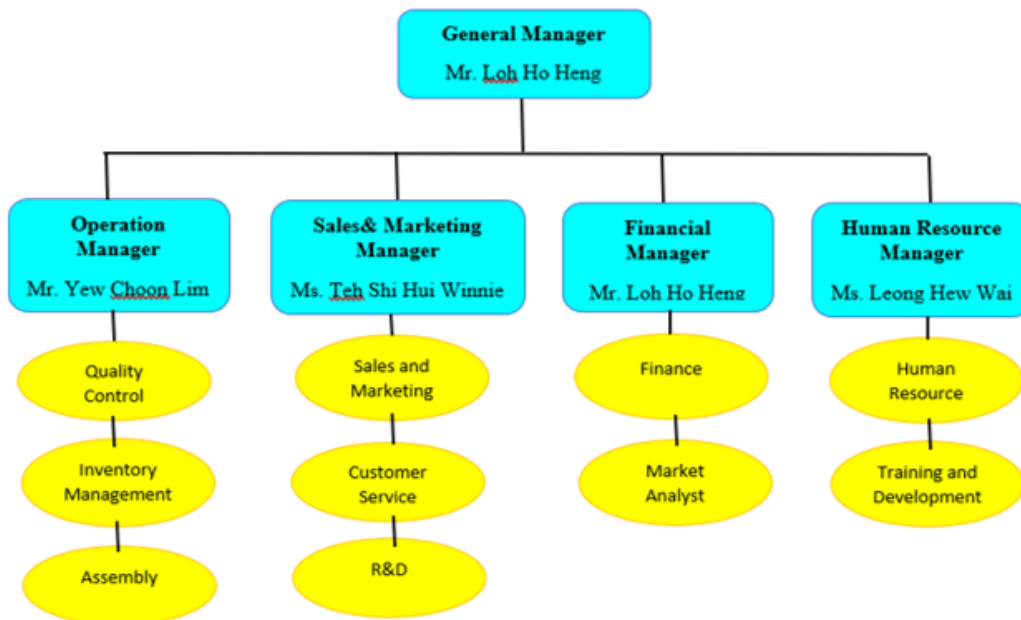 General Manager
Mr. Loh Ho Heng
Operation
Manager
Mr. Yew Choon Lim
Sales& Marketing
Manager
Ms. Teh Shi Hui Winnie
Financial
Manager
Mr. Loh Ho Heng
Human Resource
Manager
Ms. Leong Hew Wai
Quality
Control
Inventory
Management
Assembly
Sales and
Marketing
Customer
Service
R&D
Finance
Market
Analyst
Human
Resource
Training and
Development